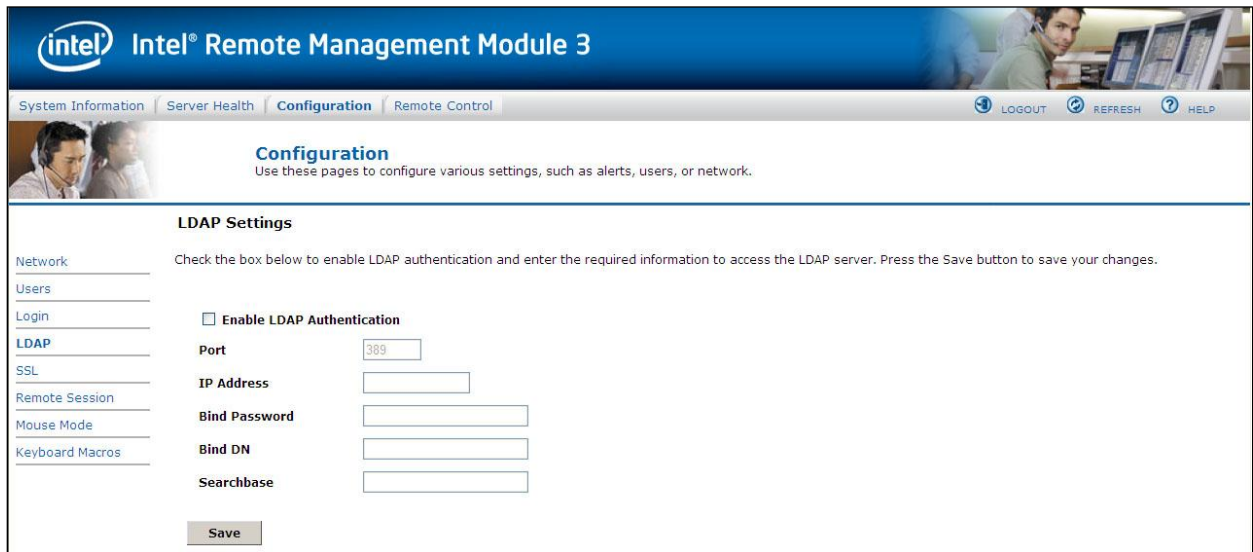 intel Intel® Remote Management Module 3
System Information Server Health Configuration Remote Control LOGOUT REFRESH ? HELP
Configuration
Use these pages to configure various settings, such as alerts, users, or network.
LDAP Settings
Check the box below to enable LDAP authentication and enter the required information to access the LDAP server. Press the Save button to save your changes.
Network
Users
Login
LDAP
SSL
Remote Session
Mouse Mode
Keyboard Macros
Enable LDAP Authentication
Port 389
IP Address
Bind Password
Bind DN
Searchbase
Save